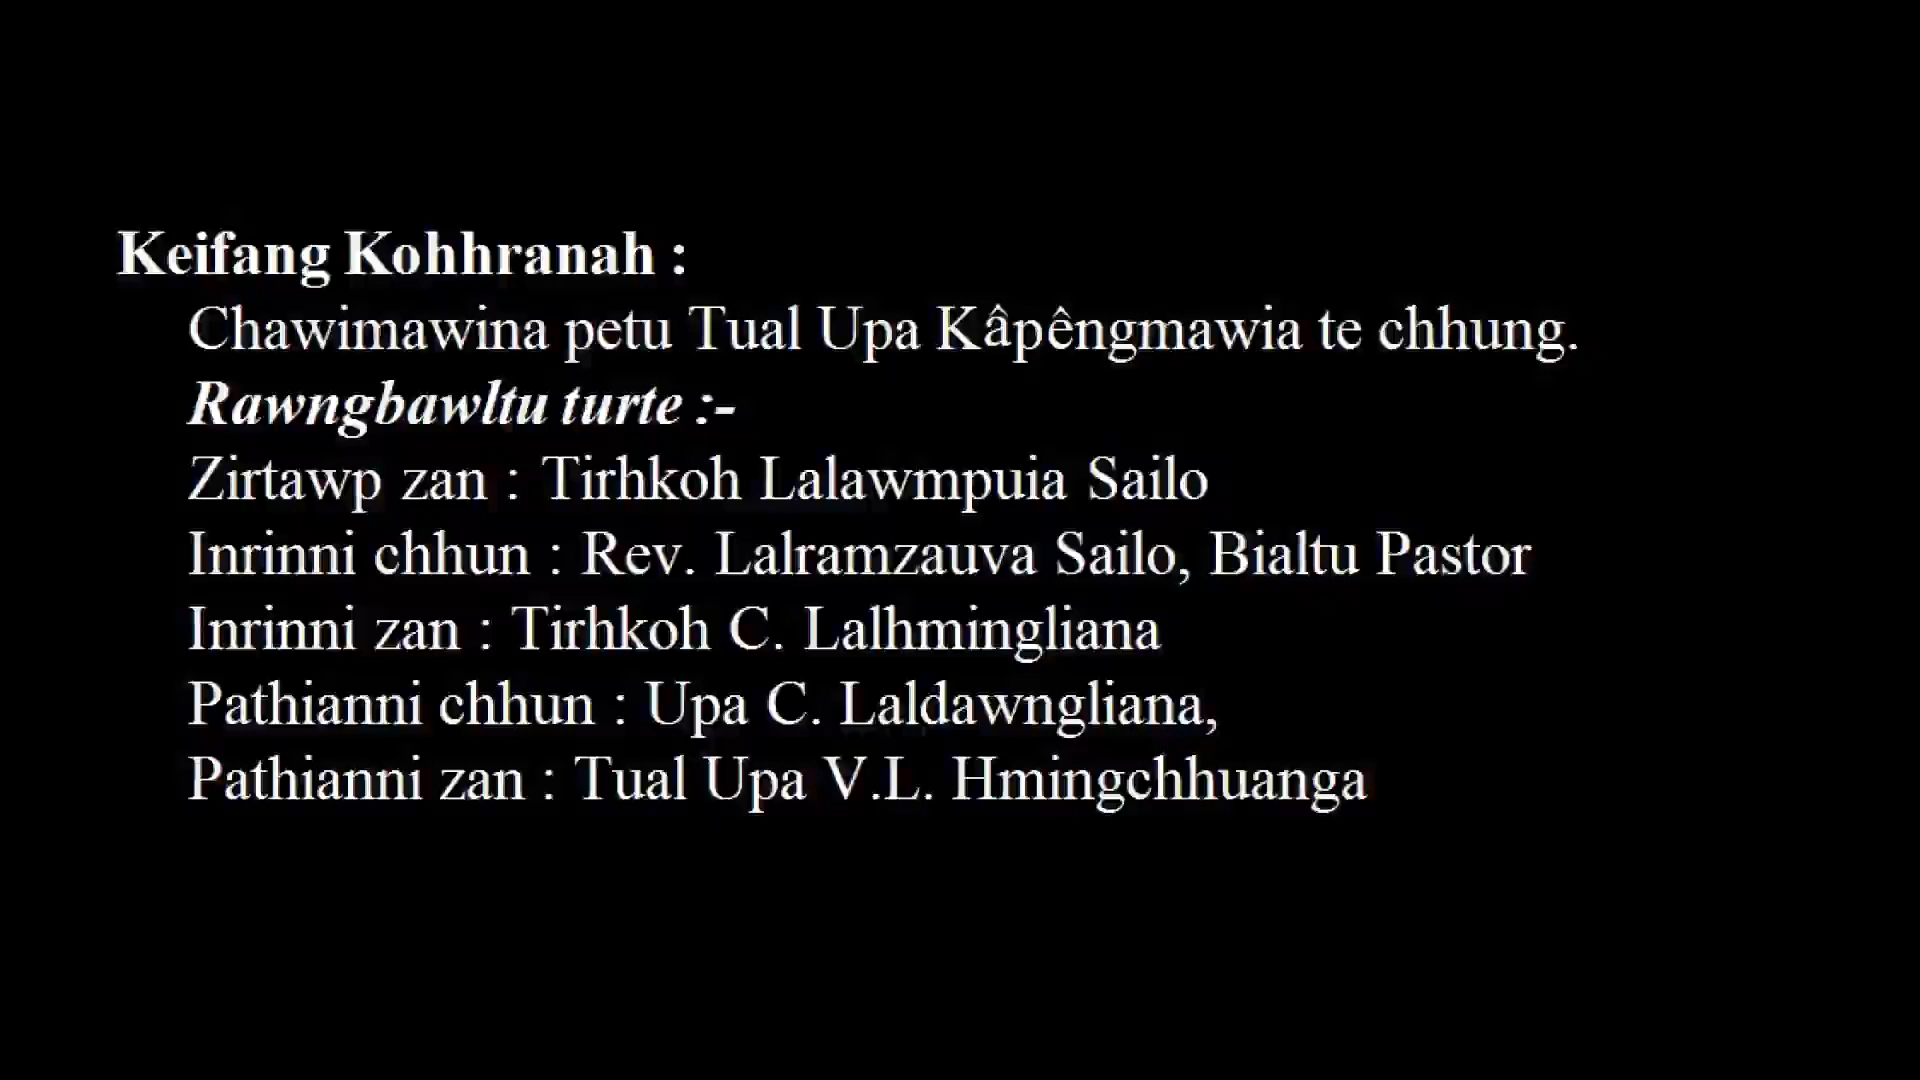 Keifang Kohhranah :
Chawimawina petu Tual Upa Kâpêngmawia te chhung.
Rawngbawltu turte :-
Zirtawp zan : Tirhkoh Lalawmpuia Sailo
Inrinni chhun : Rev. Lalramzauva Sailo, Bialtu Pastor
Inrinni zan : Tirhkoh C. Lalhmingliana
Pathianni chhun : Upa C. Laldawngliana,
Pathianni zan : Tual Upa V.L. Hmingchhuanga